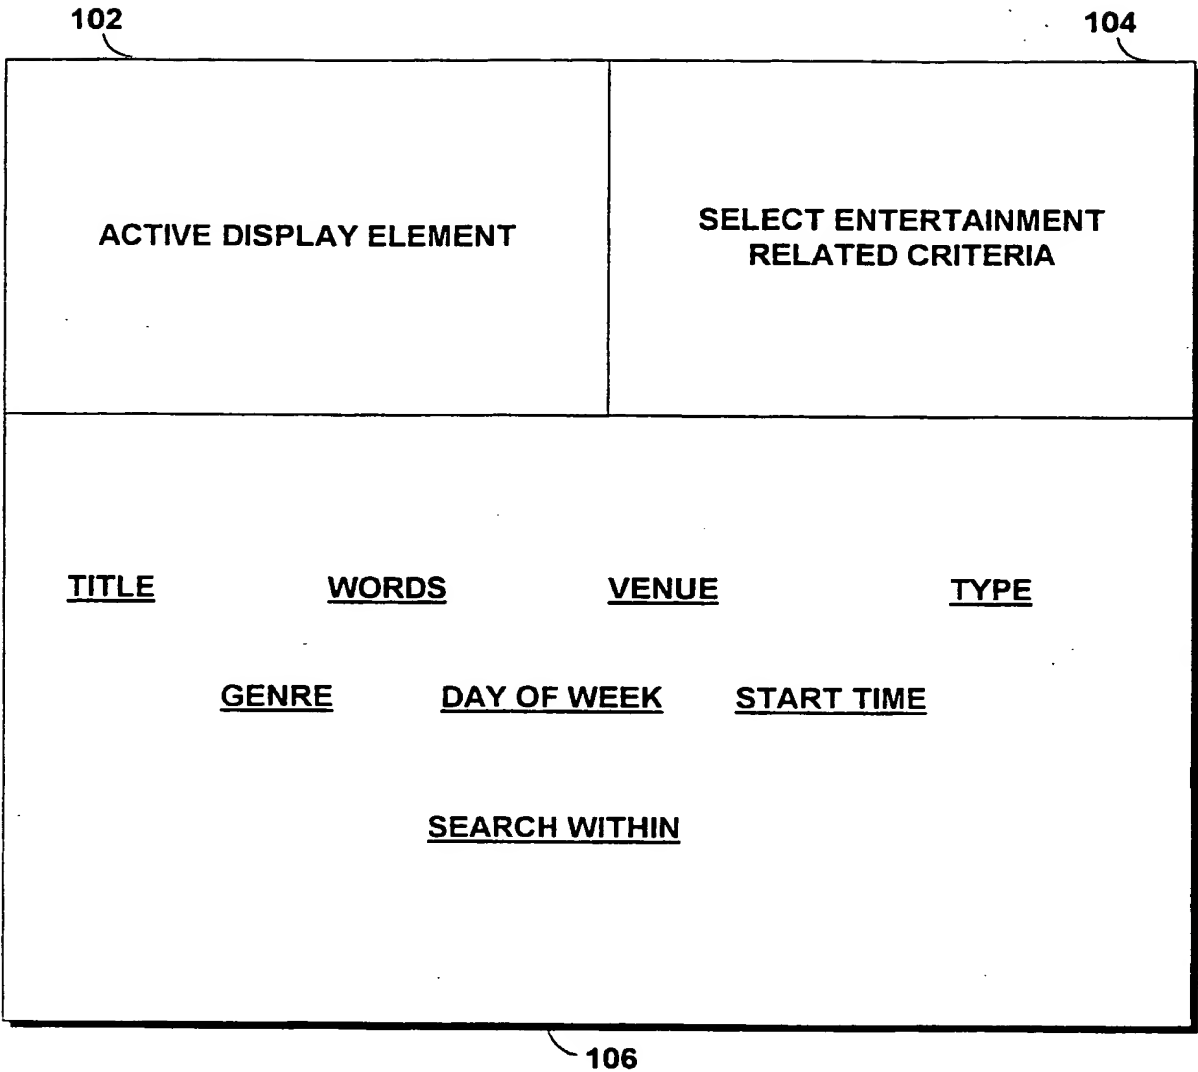 102
104
ACTIVE DISPLAY ELEMENT
SELECT ENTERTAINMENT
RELATED CRITERIA
TITLE WORDS VENUE TYPE
GENRE DAY OF WEEK START TIME
SEARCH WITHIN
106